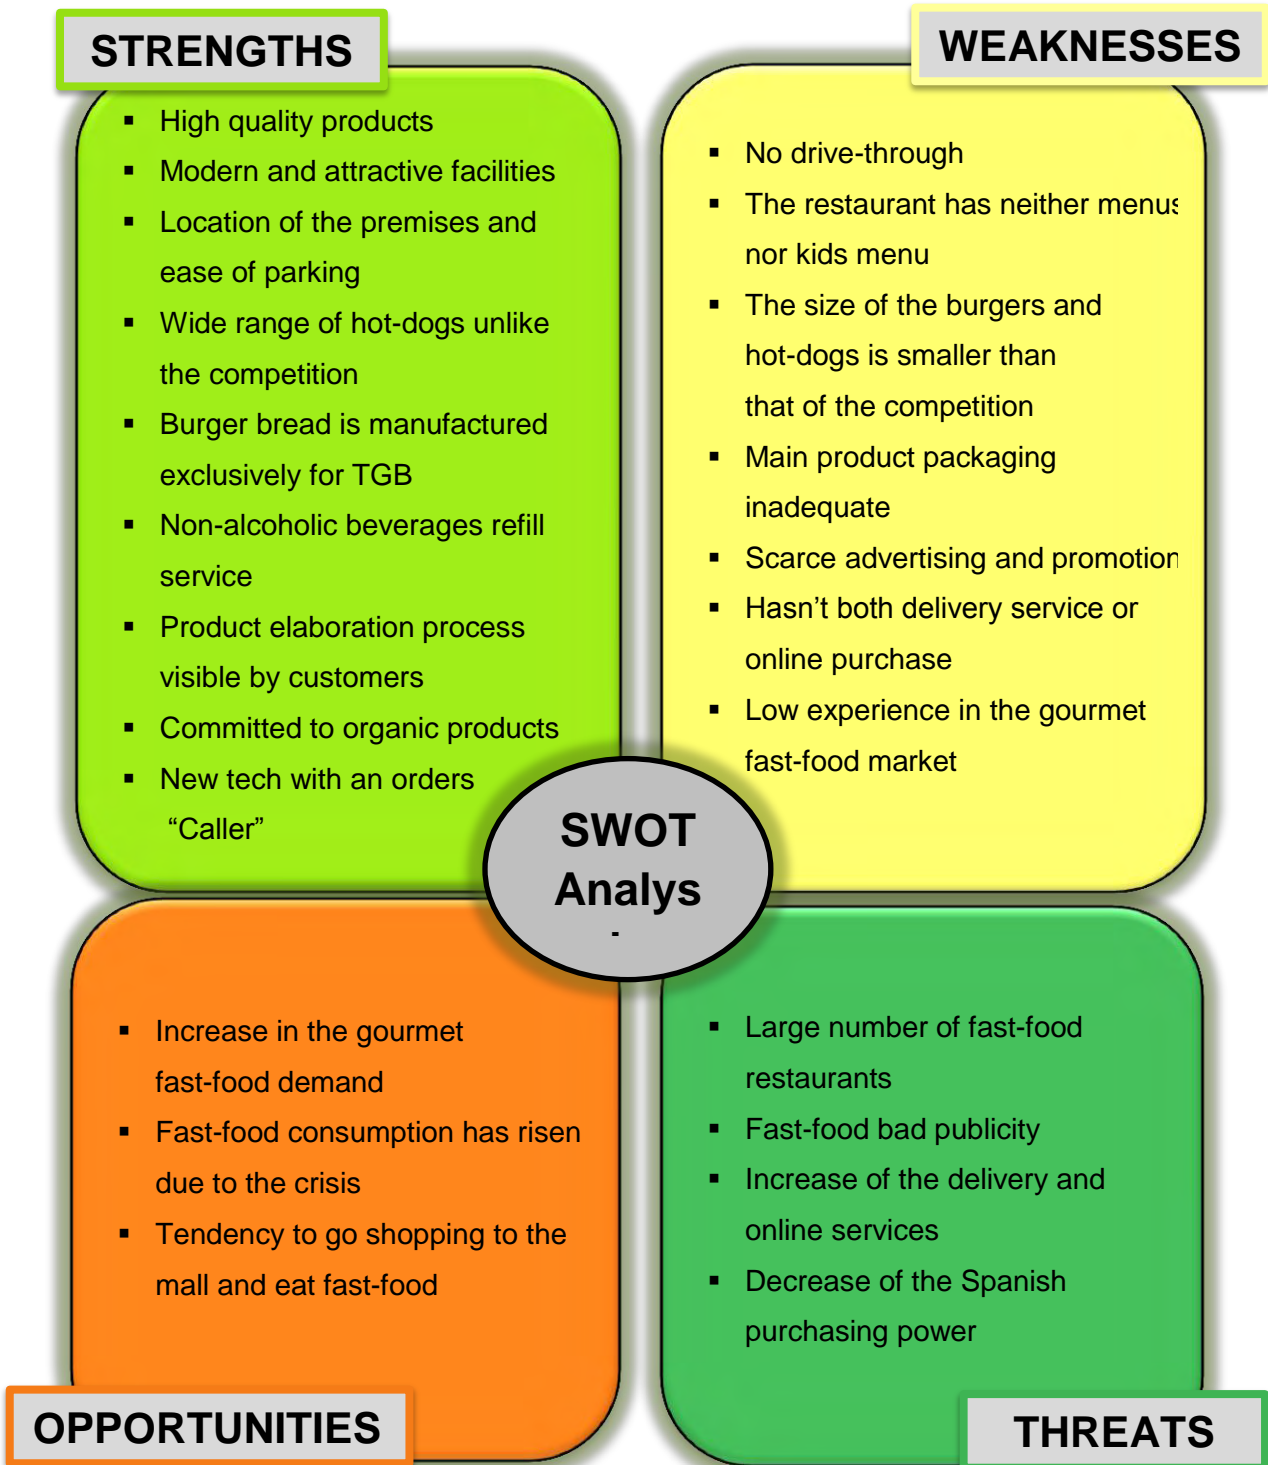 STRENGTHS
▪ High quality products
▪ Modern and attractive facilities
▪ Location of the premises and
ease of parking
▪ Wide range of hot-dogs unlike
the competition
▪ Burger bread is manufactured
exclusively for TGB
▪ Non-alcoholic beverages refill
service
▪ Product elaboration process
visible by customers
▪ Committed to organic products
▪ New tech with an orders
“Caller”
WEAKNESSES
▪ No drive-through
▪ The restaurant has neither menus
nor kids menu
▪ The size of the burgers and
hot-dogs is smaller than
that of the competition
▪ Main product packaging
inadequate
▪ Scarce advertising and promotion
▪ Hasn’t both delivery service or
online purchase
▪ Low experience in the gourmet
fast-food market
SWOT
Analys
▪ Increase in the gourmet
fast-food demand
▪ Fast-food consumption has risen
due to the crisis
▪ Tendency to go shopping to the
mall and eat fast-food
OPPORTUNITIES
▪ Large number of fast-food
restaurants
▪ Fast-food bad publicity
▪ Increase of the delivery and
online services
▪ Decrease of the Spanish
purchasing power
THREATS